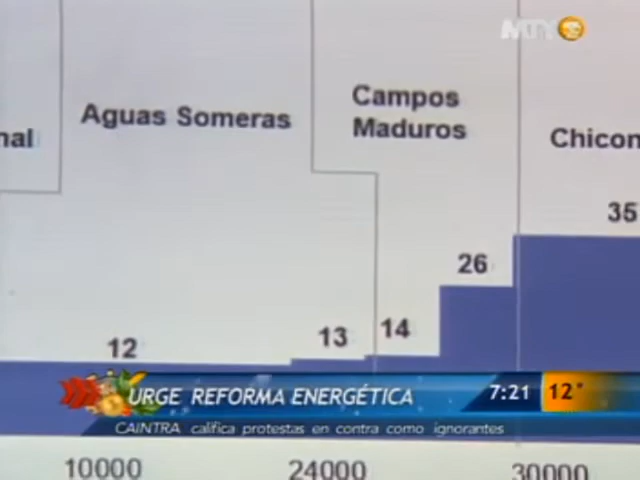 MTY
Campos
Maduros
Aguas Someras
nal
Chicon
35
26
14
13
12
URGE REFORMA ENERGÉTICA
7:21
12°
CAINTRA califica protestas en contra como ignorantes
10000
24000
30000